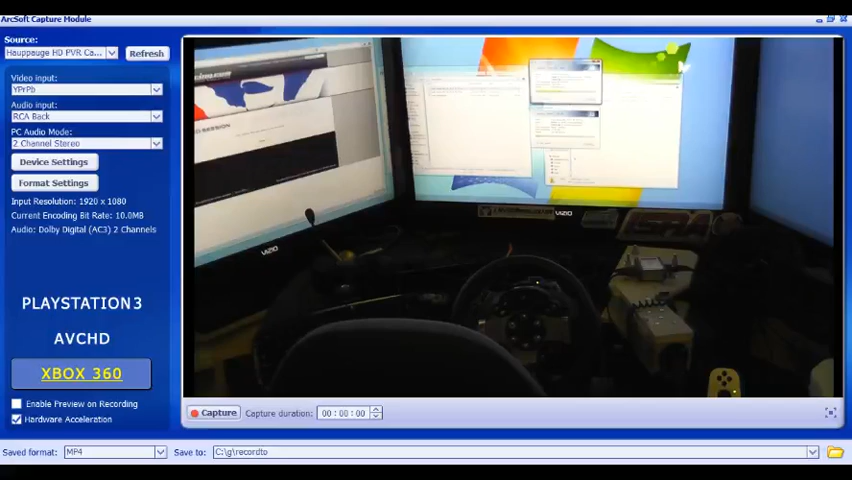 ArcSoft Capture Module
Source:
Hauppauge HD PVR Ca...
Refresh
Video input:
YPrPb
Audio input:
RCA Back
PC Audio Mode:
2 Channel Stereo
Device Settings
Format Settings
Input Resolution: 1920 x 1080
Current Encoding Bit Rate: 10.0MB
Audio: Dolby Digital (AC3) 2 Channels
PLAYSTATION3
AVCHD
XBOX 360
Enable Preview on Recording
Hardware Acceleration
VIZIO
VIZIO
Capture
Capture duration:
00:00:00
Saved format:
MP4
Save to:
C:\g\recordto